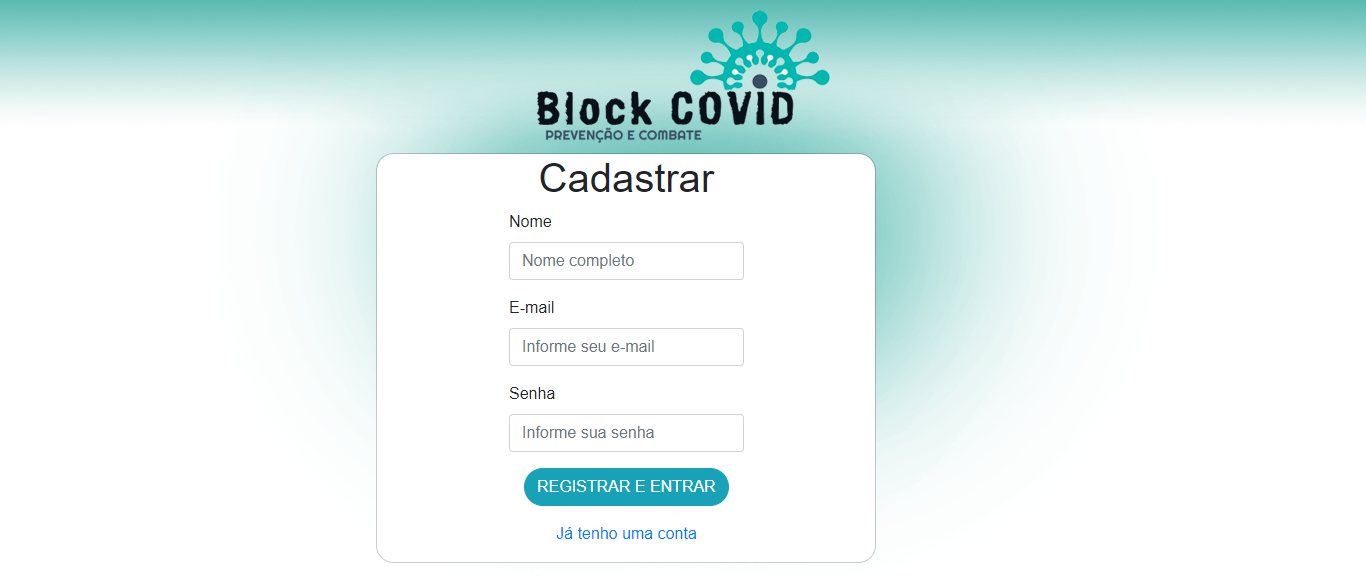 Block COVID
PREVENÇÃO E COMBATE
Cadastrar
Nome
Nome completo
E-mail
Informe seu e-mail
Senha
Informe sua senha
REGISTRAR E ENTRAR
Já tenho uma conta